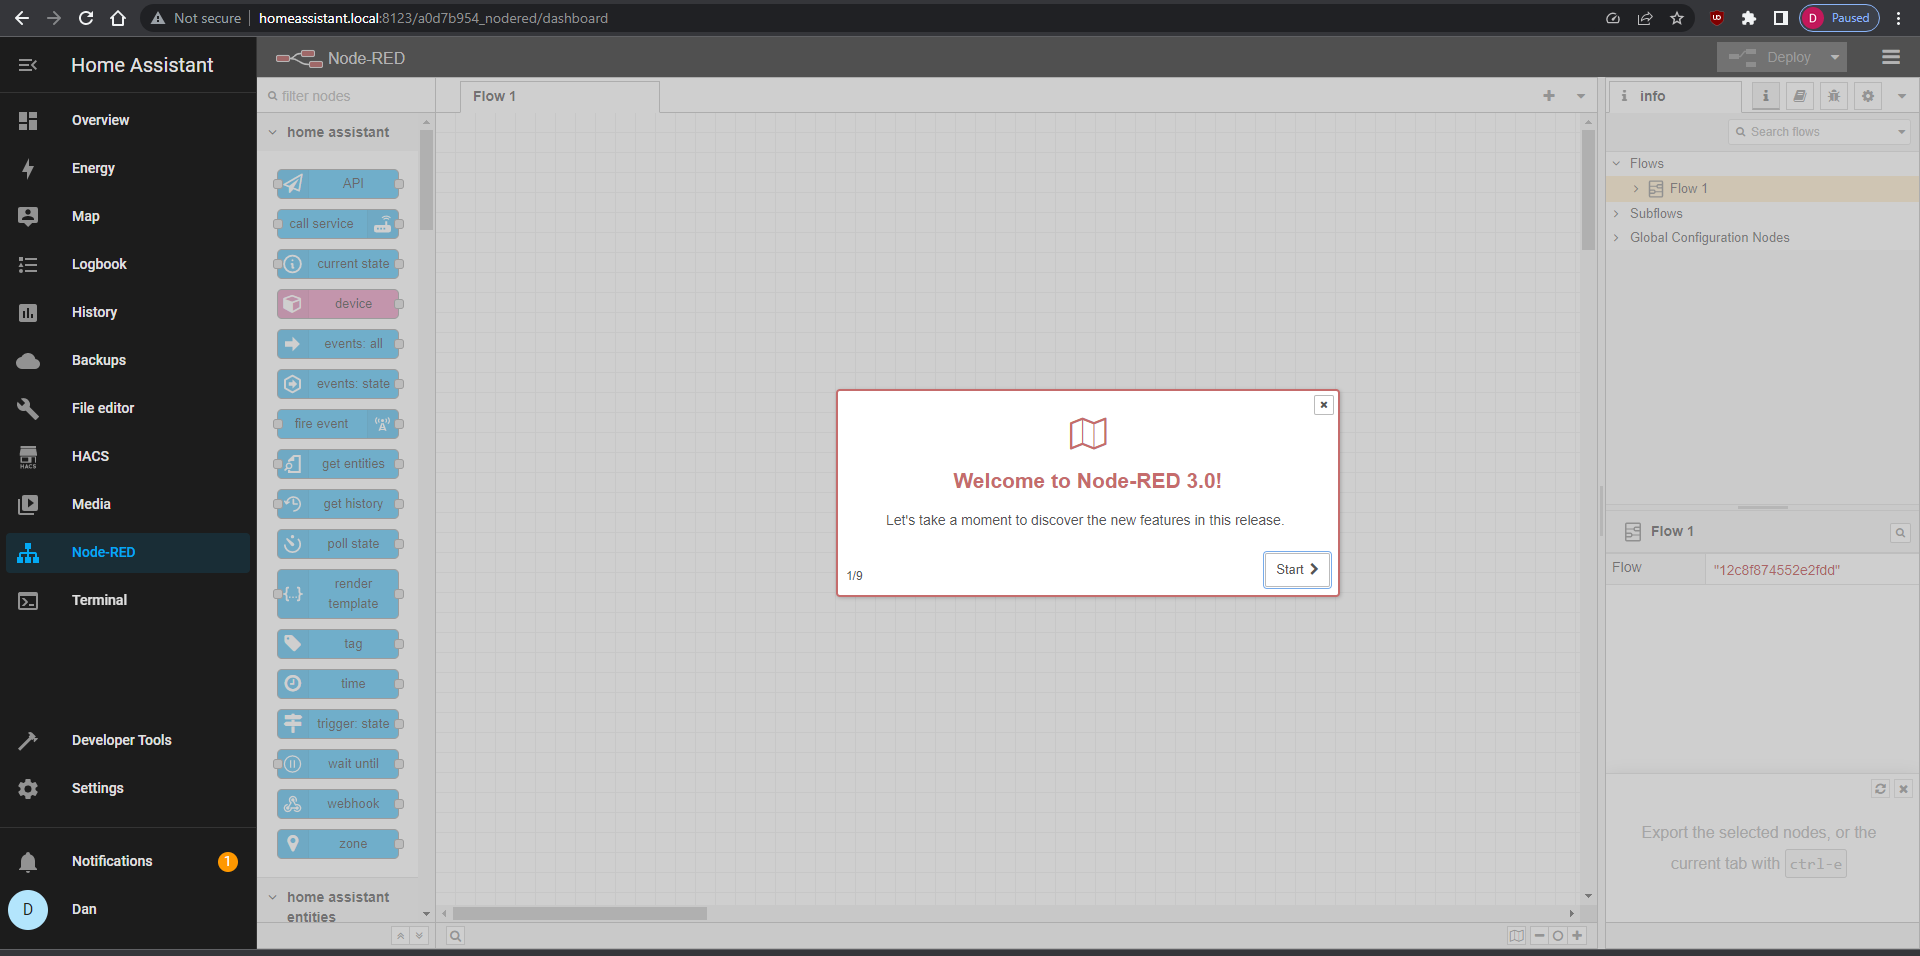 Not secure
homeassistant.local:8123/a0d7b954_nodered/dashboard
D Paused
Home Assistant
Overview
Energy
Map
Logbook
History
Backups
File editor
HACS
HACS
Media
Node-RED
Terminal
Developer Tools
Settings
Notifications 1
D Dan
Node-RED
Deploy
filter nodes
home assistant
API
call service
current state
device
events: all
events: state
fire event
get entities
get history
poll state
render
template
tag
time
trigger: state
wait until
webhook
zone
home assistant
entities
Flow 1
Welcome to Node-RED 3.0!
Let's take a moment to discover the new features in this release.
1/9
Start
i info
i
Search flows
Flows
Flow 1
Subflows
Global Configuration Nodes
Flow 1
Flow "12c8f874552e2fdd"
Export the selected nodes, or the
current tab with ctrl-e